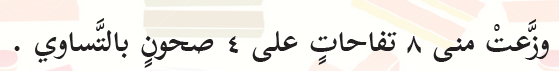 وزَّعتْ منى ٨ تفاحاتٍ على ٤ صحونٍ بالتَّساوي .